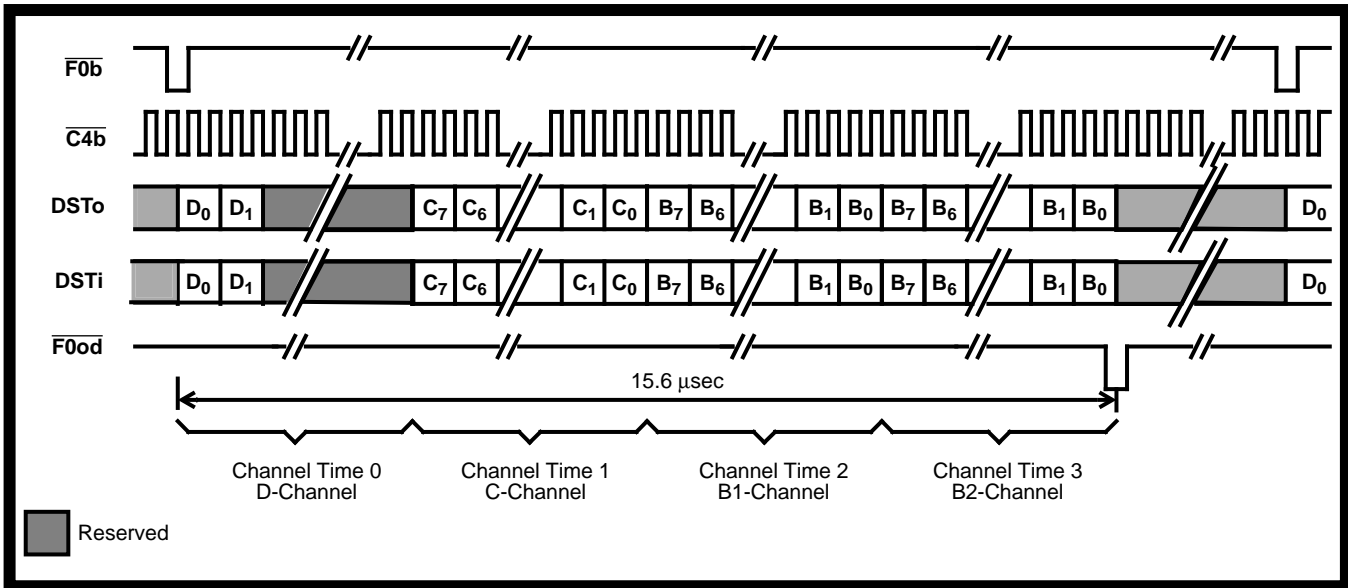 F0b
C4b
DSTo D₀ D₁ C₇ C₆ C₁ C₀ B₇ B₆ B₁ B₀ B₇ B₆ B₁ B₀ D₀
DSTi D₀ D₁ C₇ C₆ C₁ C₀ B₇ B₆ B₁ B₀ B₇ B₆ B₁ B₀ D₀
F0od
15.6 μsec
Channel Time 0
D-Channel
Channel Time 1
C-Channel
Channel Time 2
B1-Channel
Channel Time 3
B2-Channel
Reserved